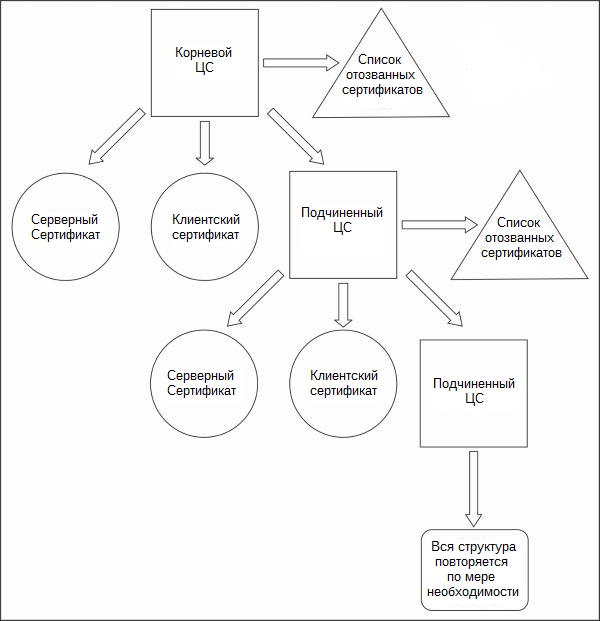 Корневой
ЦС
Список
отозванных
сертификатов
Серверный
Сертификат
Клиентский
сертификат
Подчиненный
ЦС
Список
отозванных
сертификатов
Серверный
Сертификат
Клиентский
сертификат
Подчиненный
ЦС
Вся структура
повторяется
по мере
необходимости